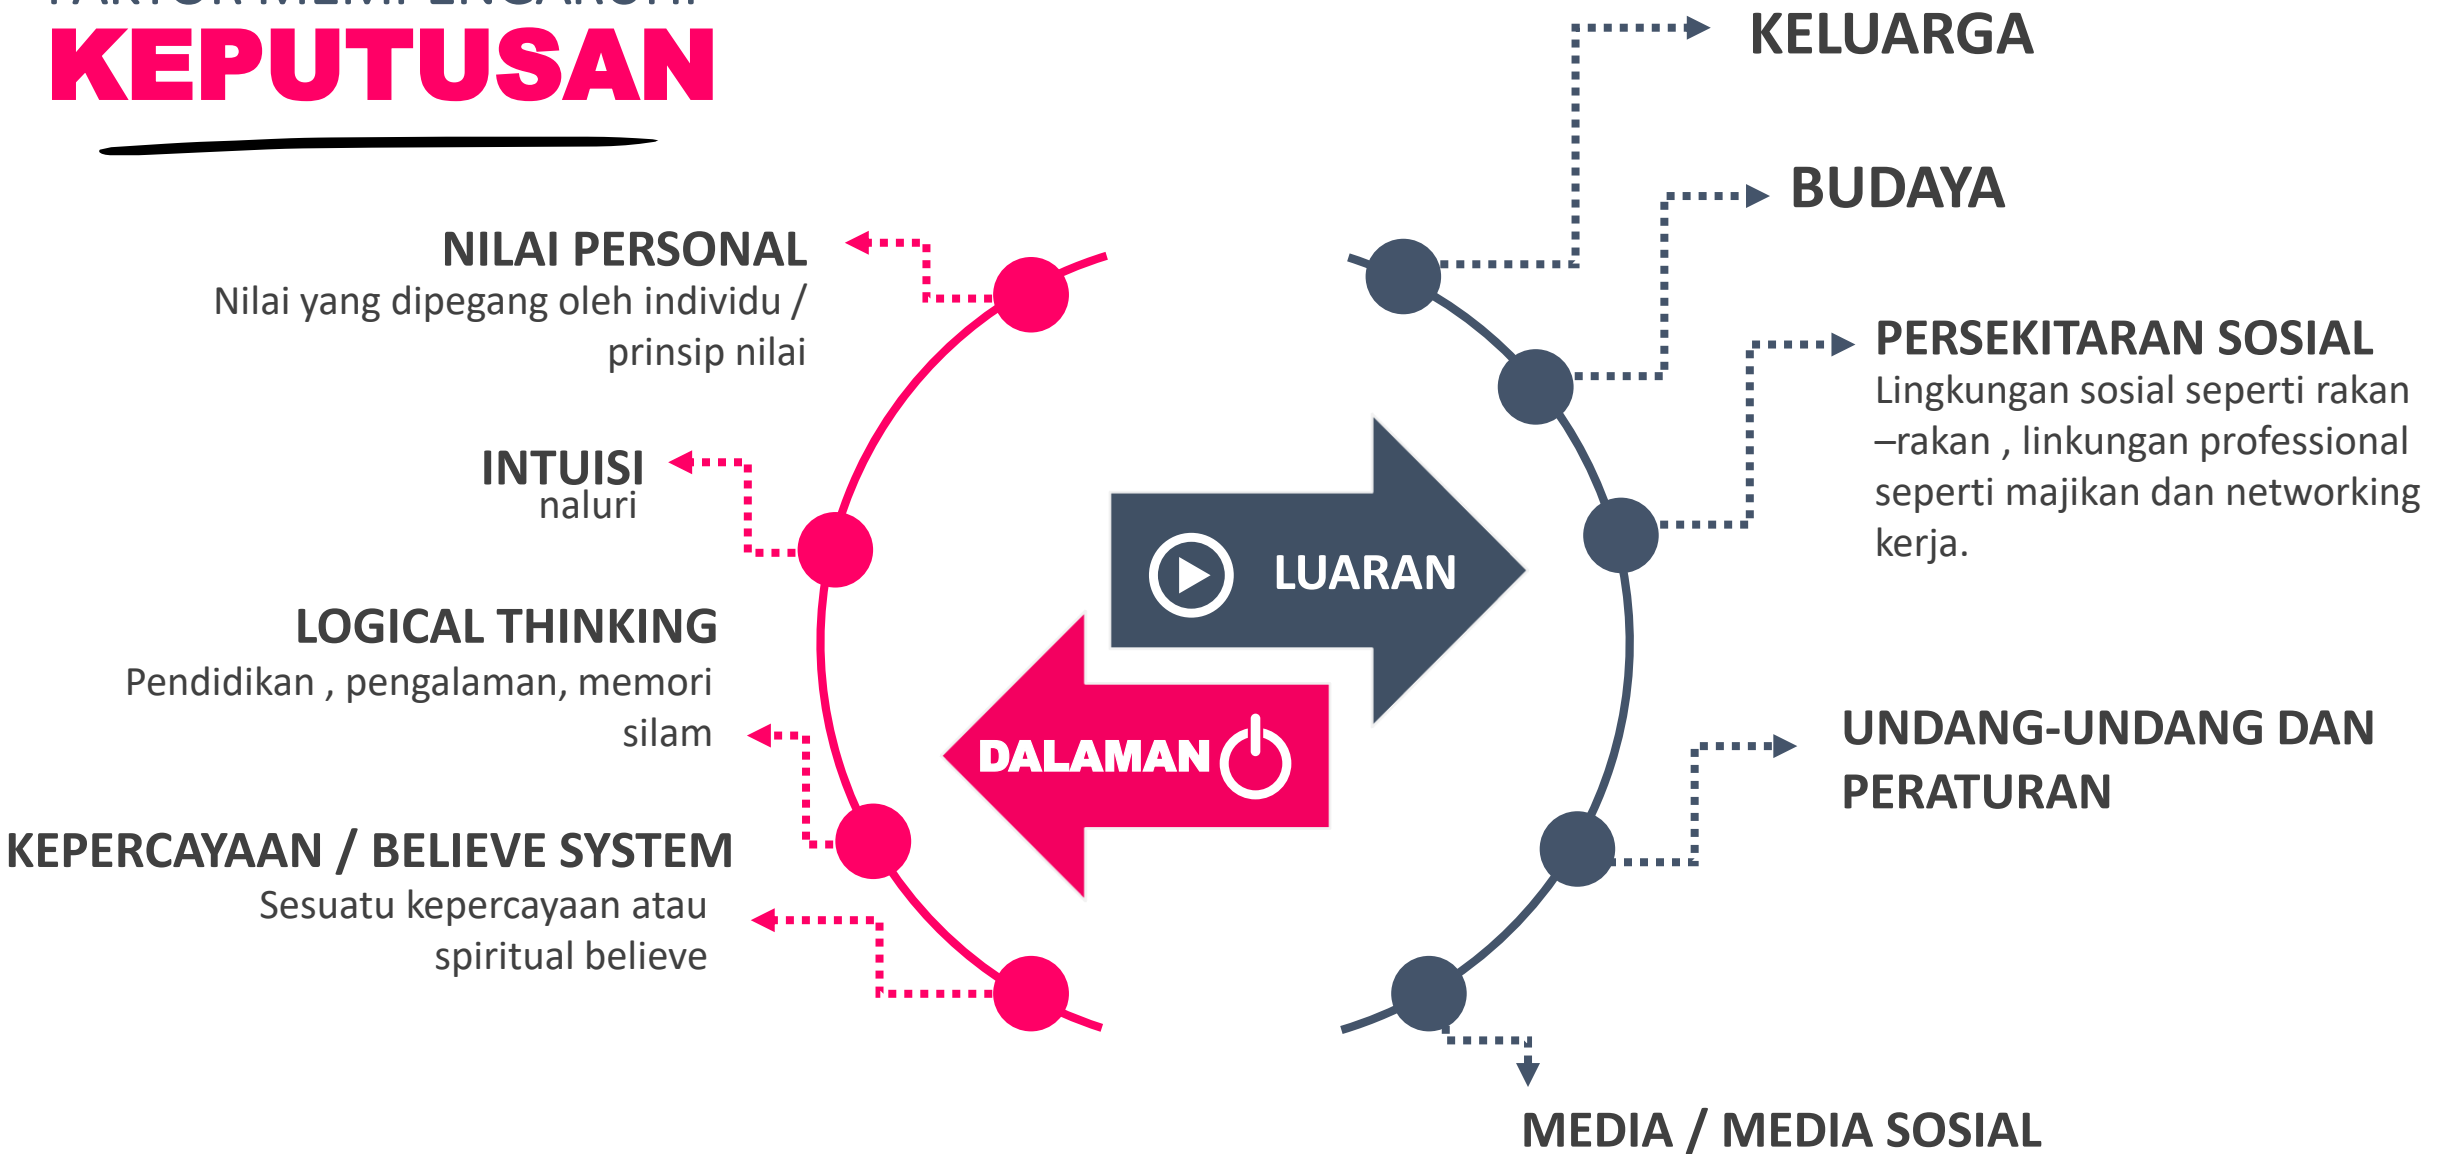 FAKTOR MEMPENGARUHI
KEPUTUSAN
NILAI PERSONAL
Nilai yang dipegang oleh individu /
prinsip nilai
INTUISI
naluri
LOGICAL THINKING
Pendidikan , pengalaman, memori
silam
KEPERCAYAAN / BELIEVE SYSTEM
Sesuatu kepercayaan atau
spiritual believe
LUARAN
DALAMAN
KELUARGA
BUDAYA
PERSEKITARAN SOSIAL
Lingkungan sosial seperti rakan
–rakan , linkungan professional
seperti majikan dan networking
kerja.
UNDANG-UNDANG DAN
PERATURAN
MEDIA / MEDIA SOSIAL